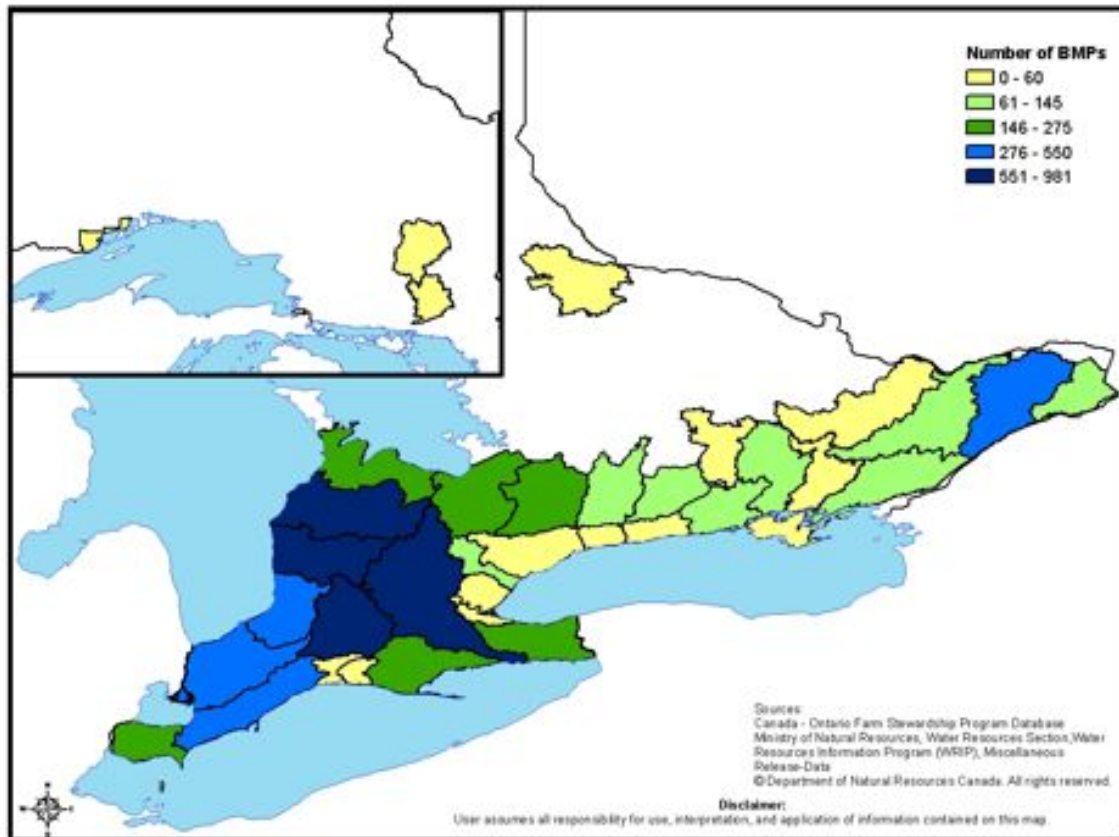 Number of BMPs
0 - 60
61 - 145
146 - 275
276 - 550
551 - 981
Sources:
Canada - Ontario Farm Stewardship Program Database
Ministry of Natural Resources, Water Resources Section,Water
Resources Information Program (WRIP), Miscellaneous
Release-Data
© Department of Natural Resources Canada. All rights reserved.
Disclaimer:
User assumes all responsibility for use, interpretation, and application of information contained on this map.